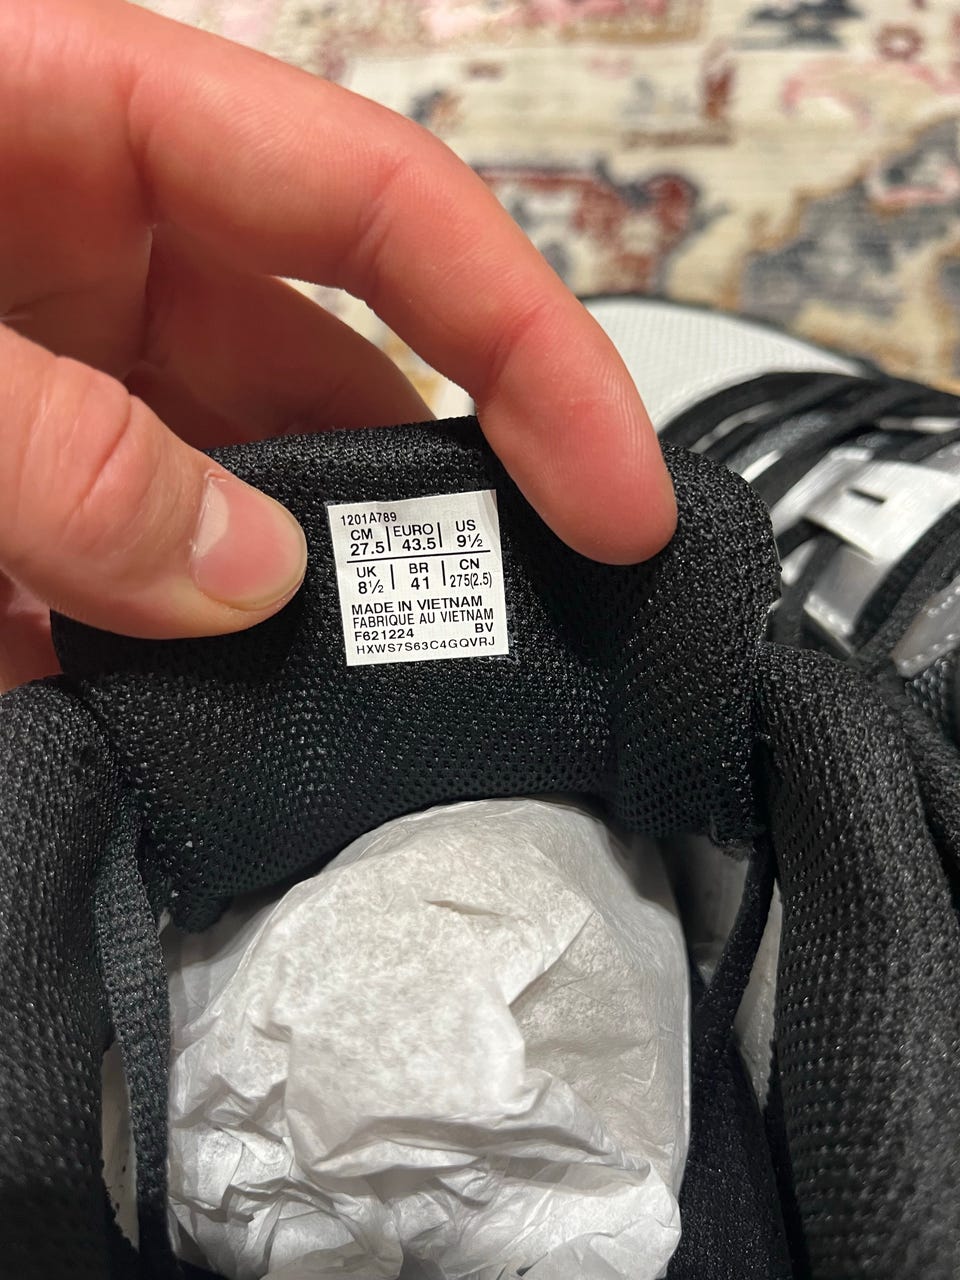 1201A789
CM EURO US
27.5 43.5 9½
UK BR CN
8½ 41 275(2.5)
MADE IN VIETNAM
FABRIQUE AU VIETNAM
F621224 BV
HXWS7S63C4GQVRJ